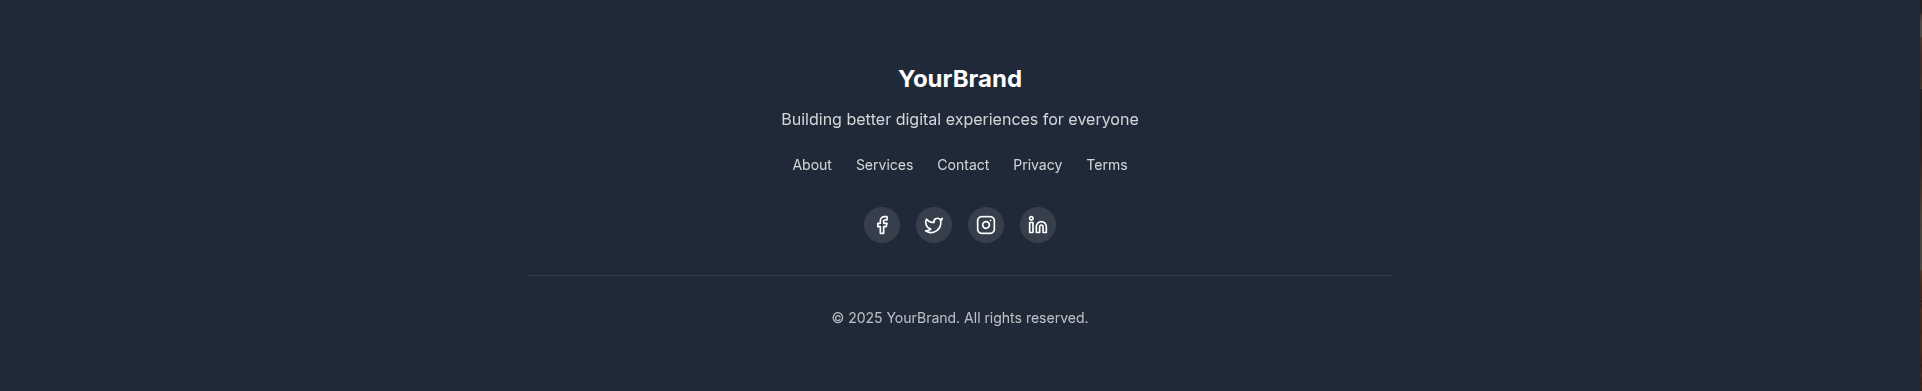 YourBrand
Building better digital experiences for everyone
About Services Contact Privacy Terms
© 2025 YourBrand. All rights reserved.